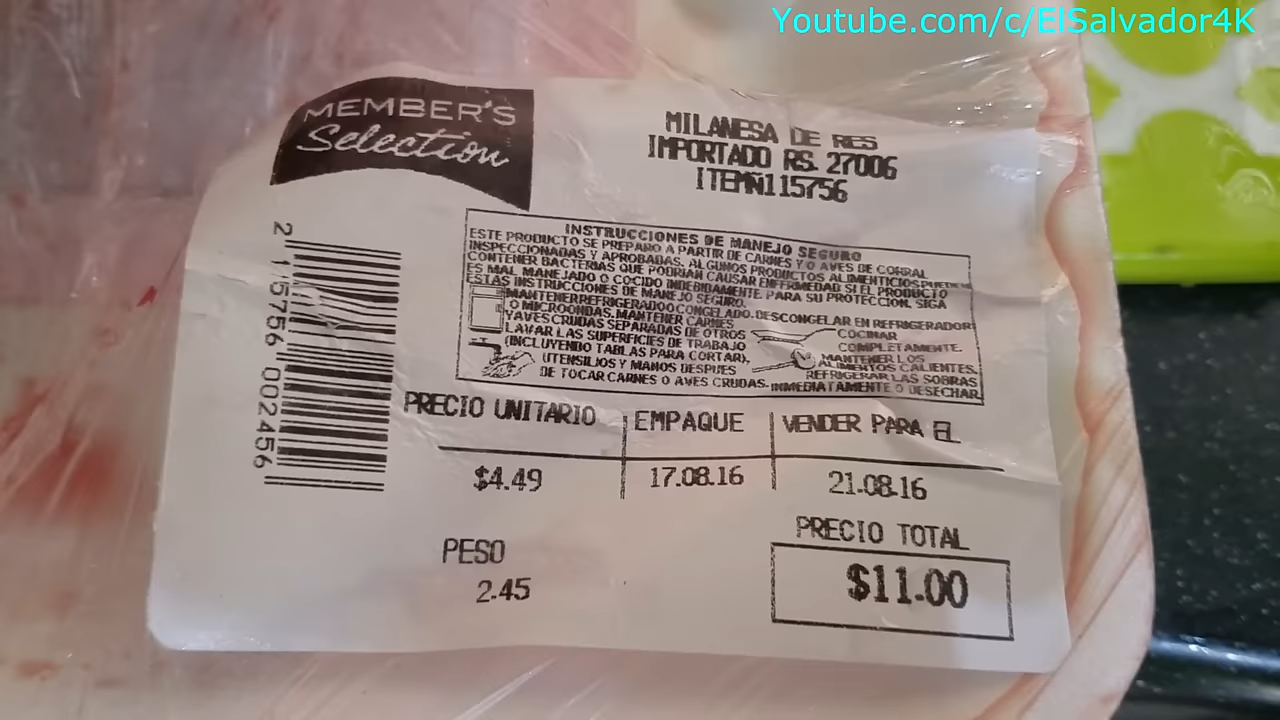 Youtube.com/c/ElSalvador4K
MEMBER'S
Selection
MILANESA DE RES
IMPORTADO RS. 27006
ITEMÑ115756
2 115756 002456
INSTRUCCIONES DE MANEJO SEGURO
ESTE PRODUCTO SE PREPARO A PARTIR DE CARNES Y O AVES DE CORRAL
INSPECCIONADAS Y APROBADAS. ALGUNOS PRODUCTOS ALIMENTICIOS PUEDEN
CONTENER BACTERIAS QUE PODRIAN CAUSAR ENFERMEDAD SI EL PRODUCTO
ES MAL MANEJADO O COCIDO INDEBIDAMENTE. PARA SU PROTECCION, SIGA
ESTAS INSTRUCCIONES DE MANEJO SEGURO.
MANTENER REFRIGERADO O CONGELADO. DESCONGELAR EN REFRIGERADOR
O MICROONDAS. MANTENER CARNES
Y AVES CRUDAS SEPARADAS DE OTROS
LAVAR LAS SUPERFICIES DE TRABAJO
(INCLUYENDO TABLAS PARA CORTAR),
UTENSILIOS Y MANOS DESPUES
DE TOCAR CARNES O AVES CRUDAS.
COCINAR
COMPLETAMENTE.
MANTENER LOS
ALIMENTOS CALIENTES.
REFRIGERAR LAS SOBRAS
INMEDIATAMENTE O DESECHAR.
PRECIO UNITARIO EMPAQUE VENDER PARA EL
$4.49 17.08.16 21.08.16
PESO
2.45
PRECIO TOTAL
$11.00